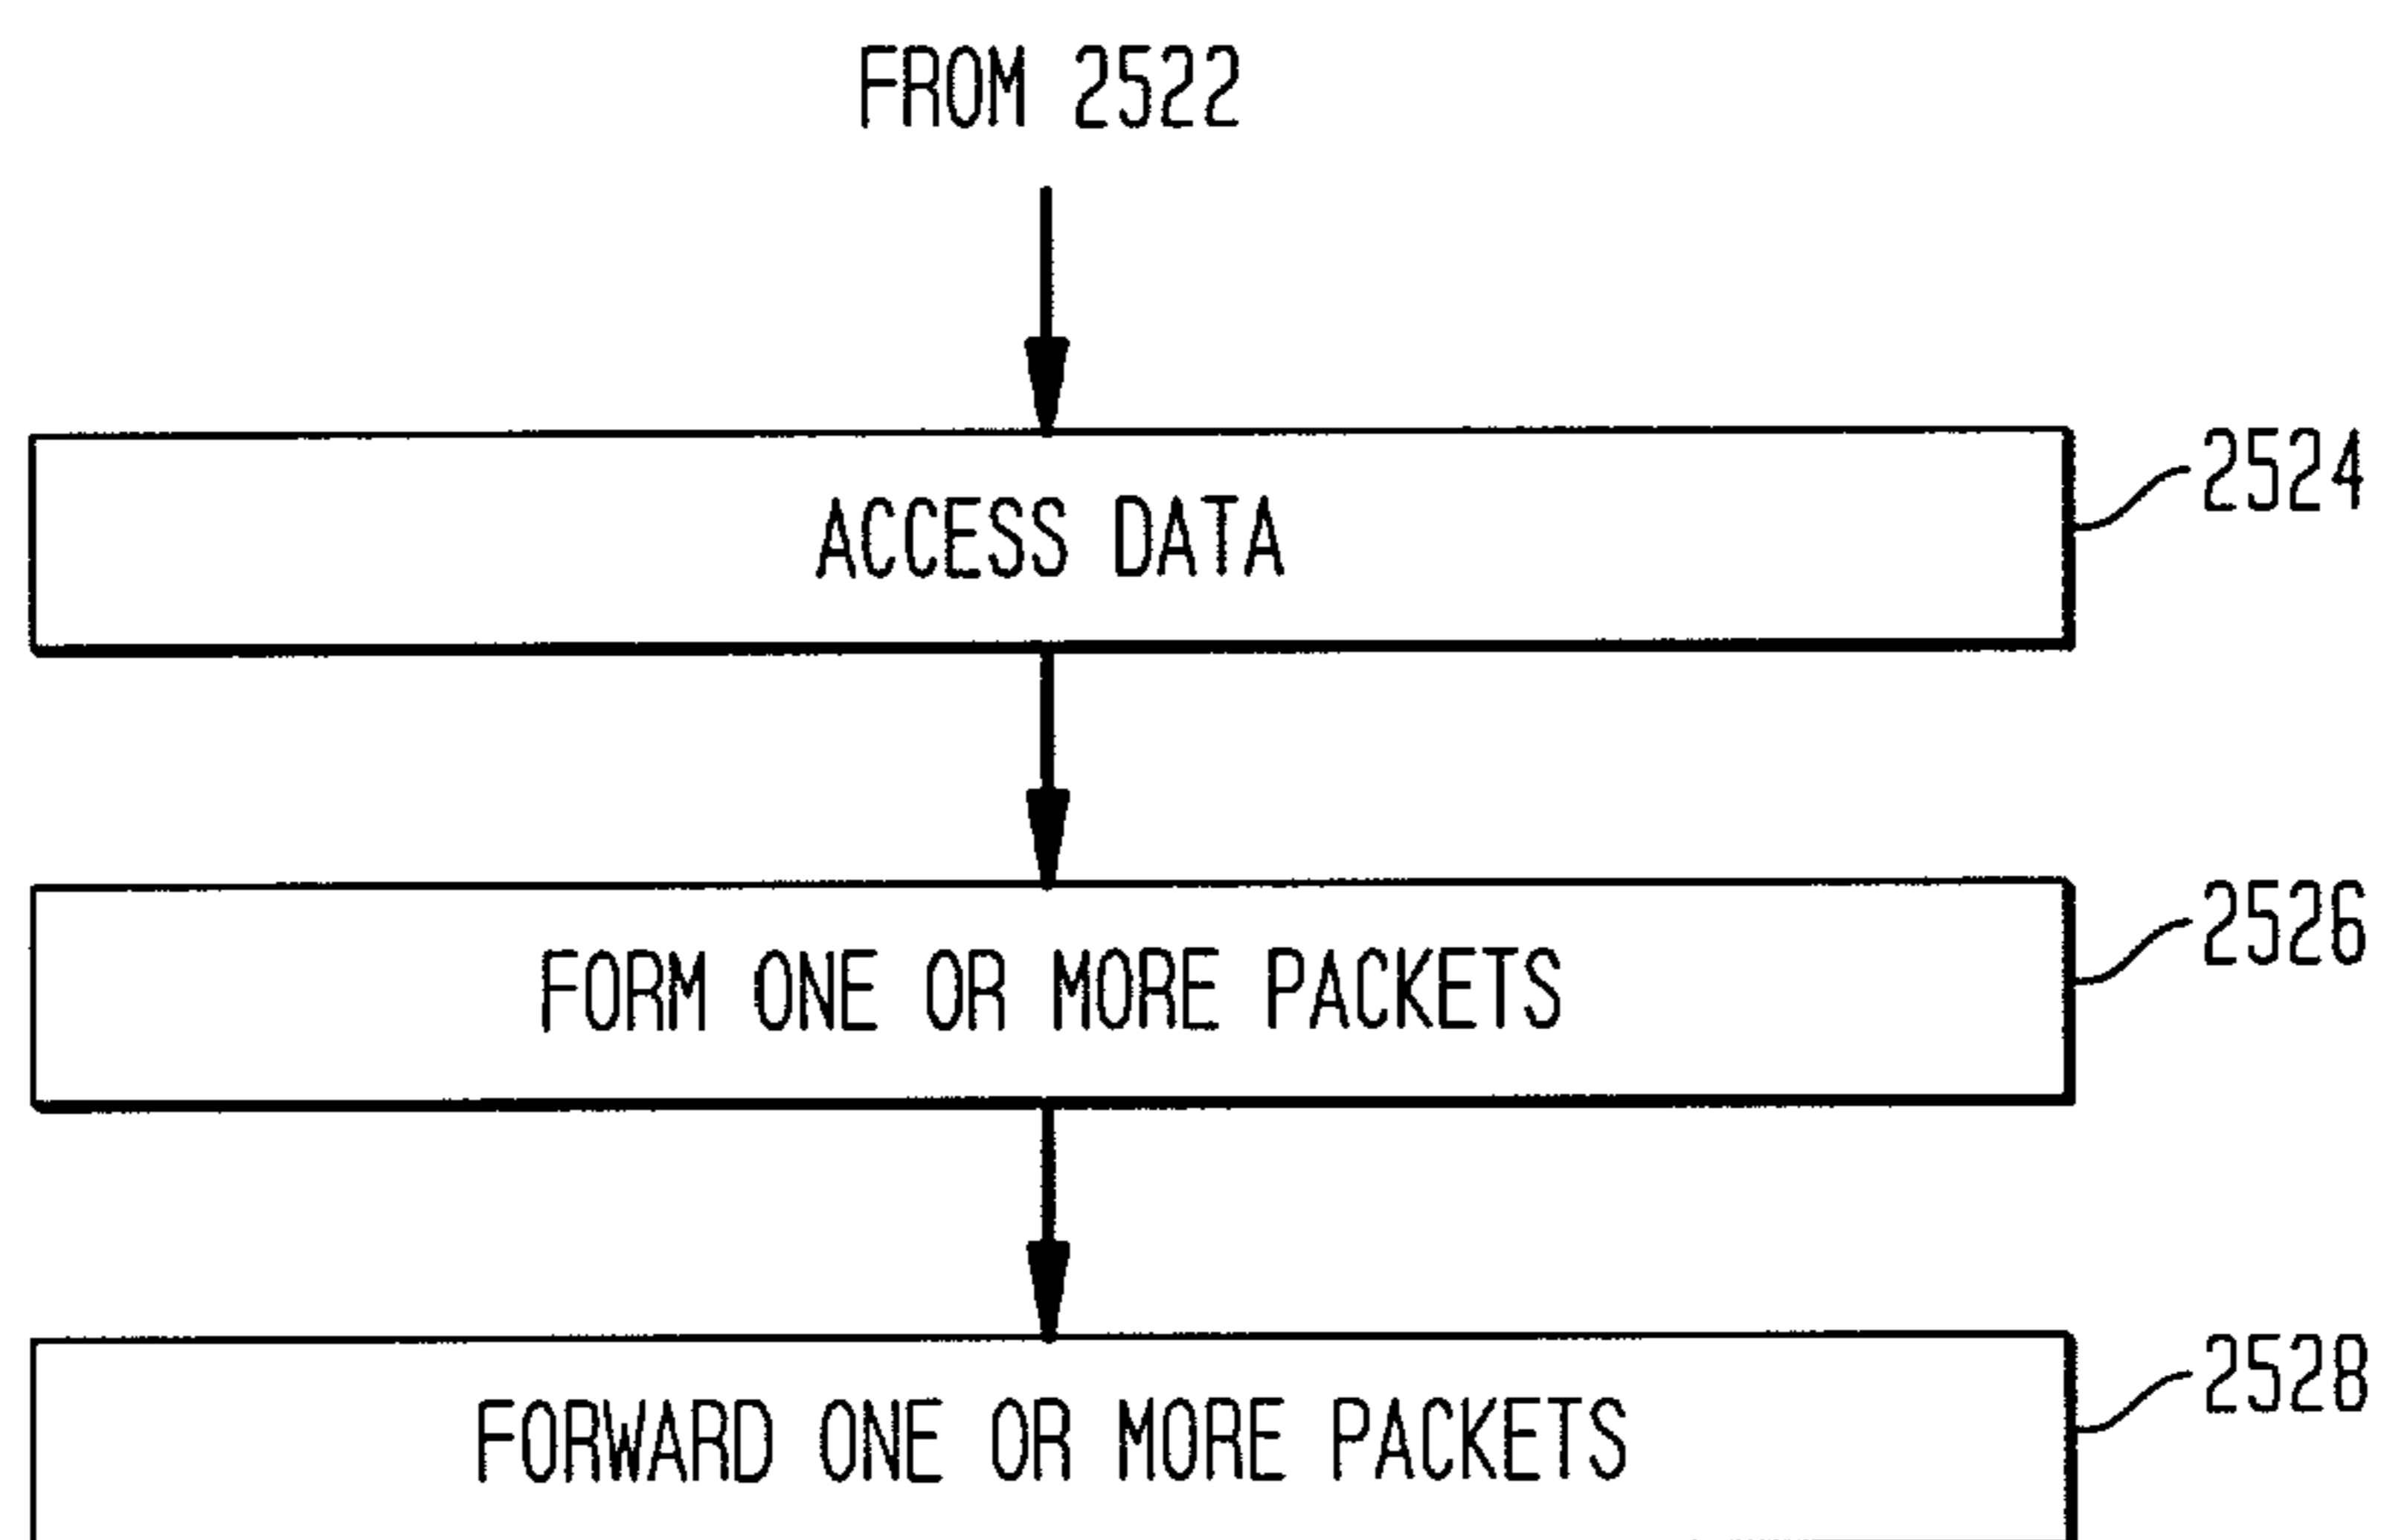 FROM 2522
ACCESS DATA
2524
FORM ONE OR MORE PACKETS
2526
FORWARD ONE OR MORE PACKETS
2528